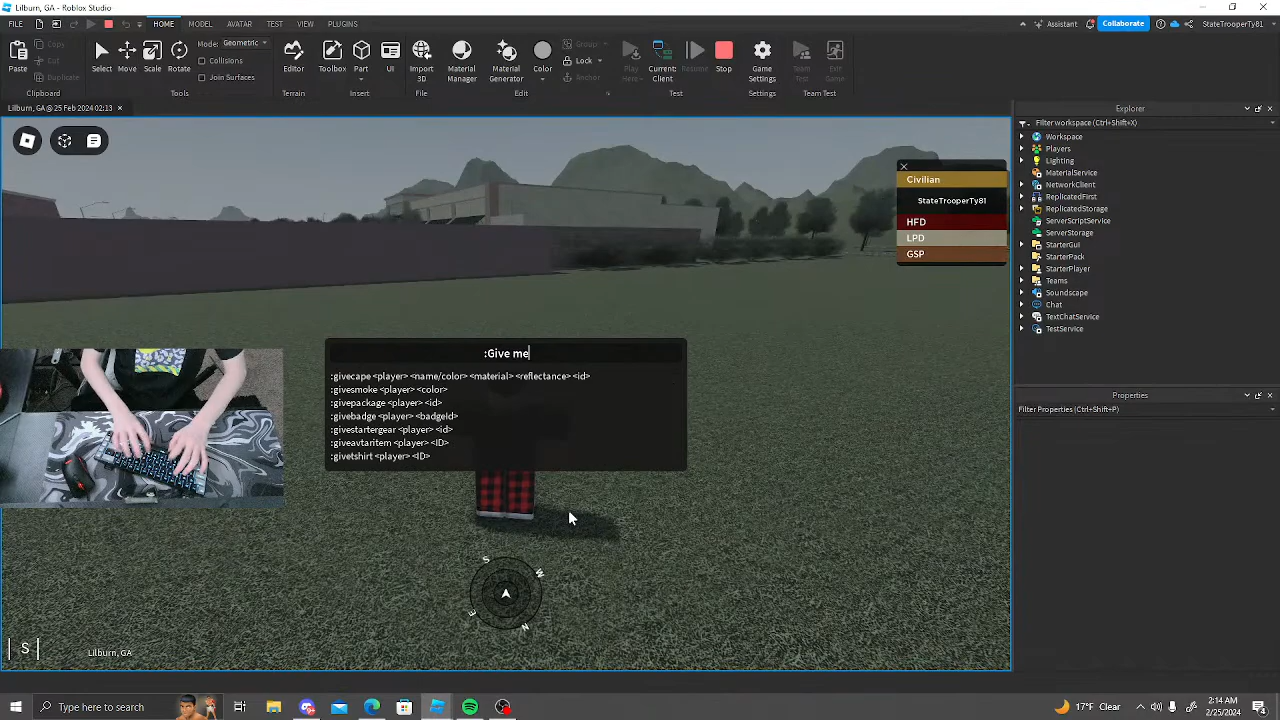 Lilburn, GA - Roblox Studio
FILE HOME MODEL AVATAR TEST VIEW PLUGINS Assistant Collaborate StateTrooperTy81
Paste Copy Cut Duplicate Clipboard
Select Move Scale Rotate Mode: Geometric Collisions Join Surfaces Tools
Editor Terrain
Toolbox Part UI Insert
Import 3D File
Material Manager Material Generator Color Group Lock Anchor Edit
Play Here Current: Client Resume Stop Test
Game Settings Settings
Team Test Exit Game Team Test
Lilburn, GA @ 25 Feb 2024 02:13
Civilian
StateTrooperTy81
HFD
LPD
GSP
:Give me
:givecape <player> <name/color> <material> <reflectance> <id>
:givesmoke <player> <color>
:givepackage <player> <id>
:givebadge <player> <badgeId>
:givestartergear <player> <id>
:giveavtaritem <player> <ID>
:givetshirt <player> <ID>
S
W
E
N
S
Lilburn, GA
Explorer
Filter workspace (Ctrl+Shift+X)
Workspace
Players
Lighting
MaterialService
NetworkClient
ReplicatedFirst
ReplicatedStorage
ServerScriptService
ServerStorage
StarterGui
StarterPack
StarterPlayer
Teams
Soundscape
Chat
TextChatService
TestService
Properties
Filter Properties (Ctrl+Shift+P)
Type here to search
17°F Clear
2:14 AM
2/25/2024